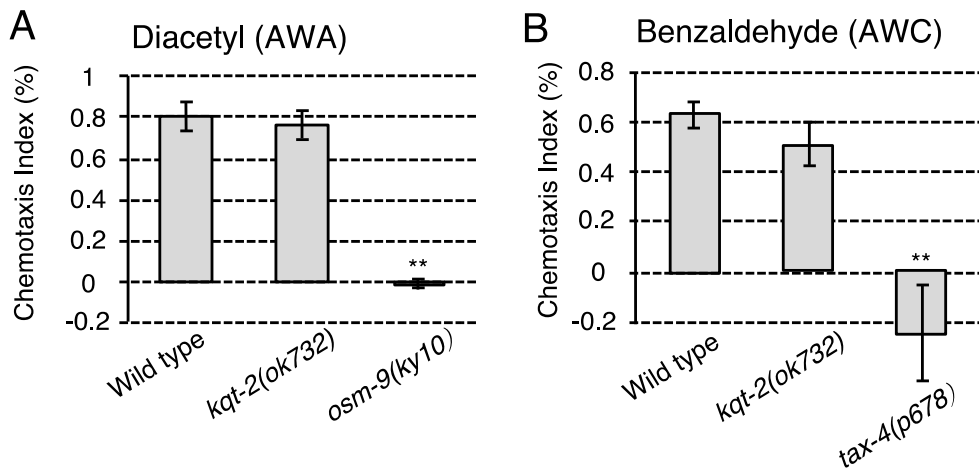 A
Diacetyl (AWA)
Chemotaxis Index (%)
1
0.8
0.6
0.4
0.2
0
-0.2
**
Wild type
kqt-2(ok732)
osm-9(ky10)
B
Benzaldehyde (AWC)
Chemotaxis Index (%)
0.8
0.6
0.4
0.2
0
-0.2
**
Wild type
kqt-2(ok732)
tax-4(p678)